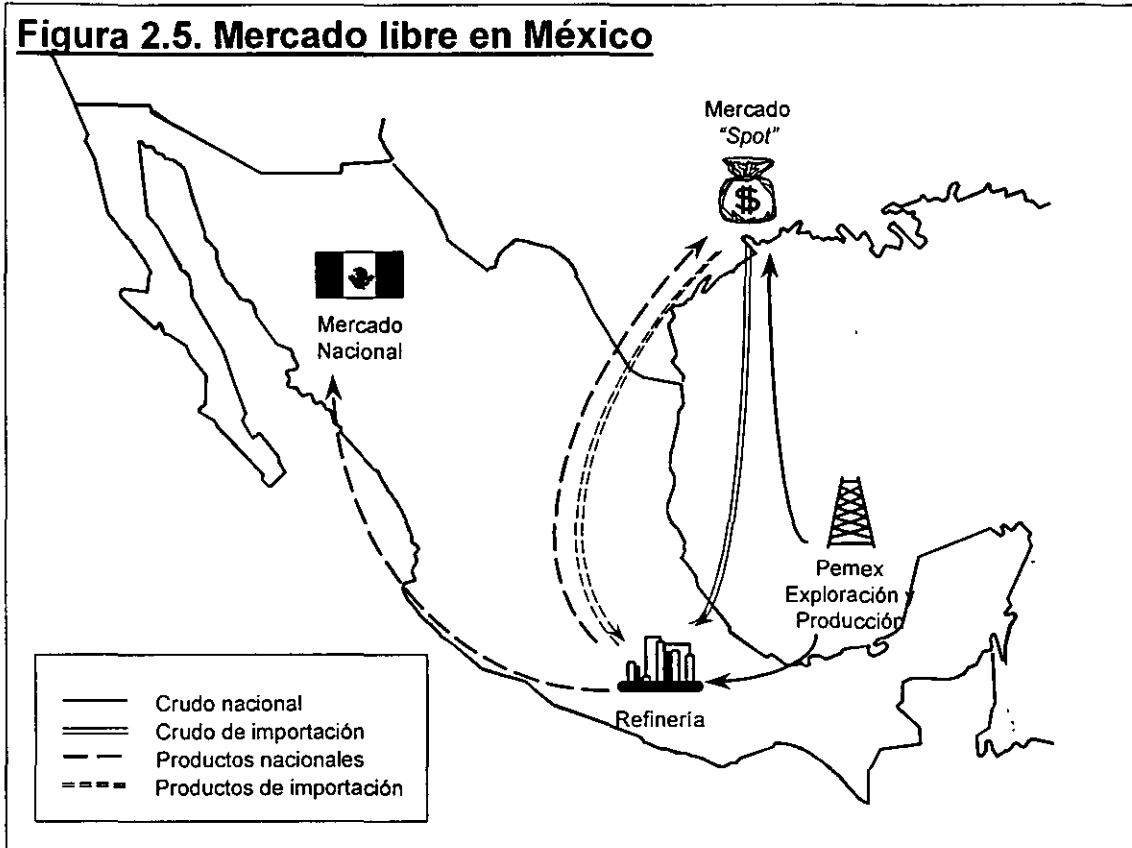 Figura 2.5. Mercado libre en México
Mercado
"Spot"
$
Mercado
Nacional
Pemex
Exploración y
Producción
Refinería
Crudo nacional
Crudo de importación
Productos nacionales
Productos de importación